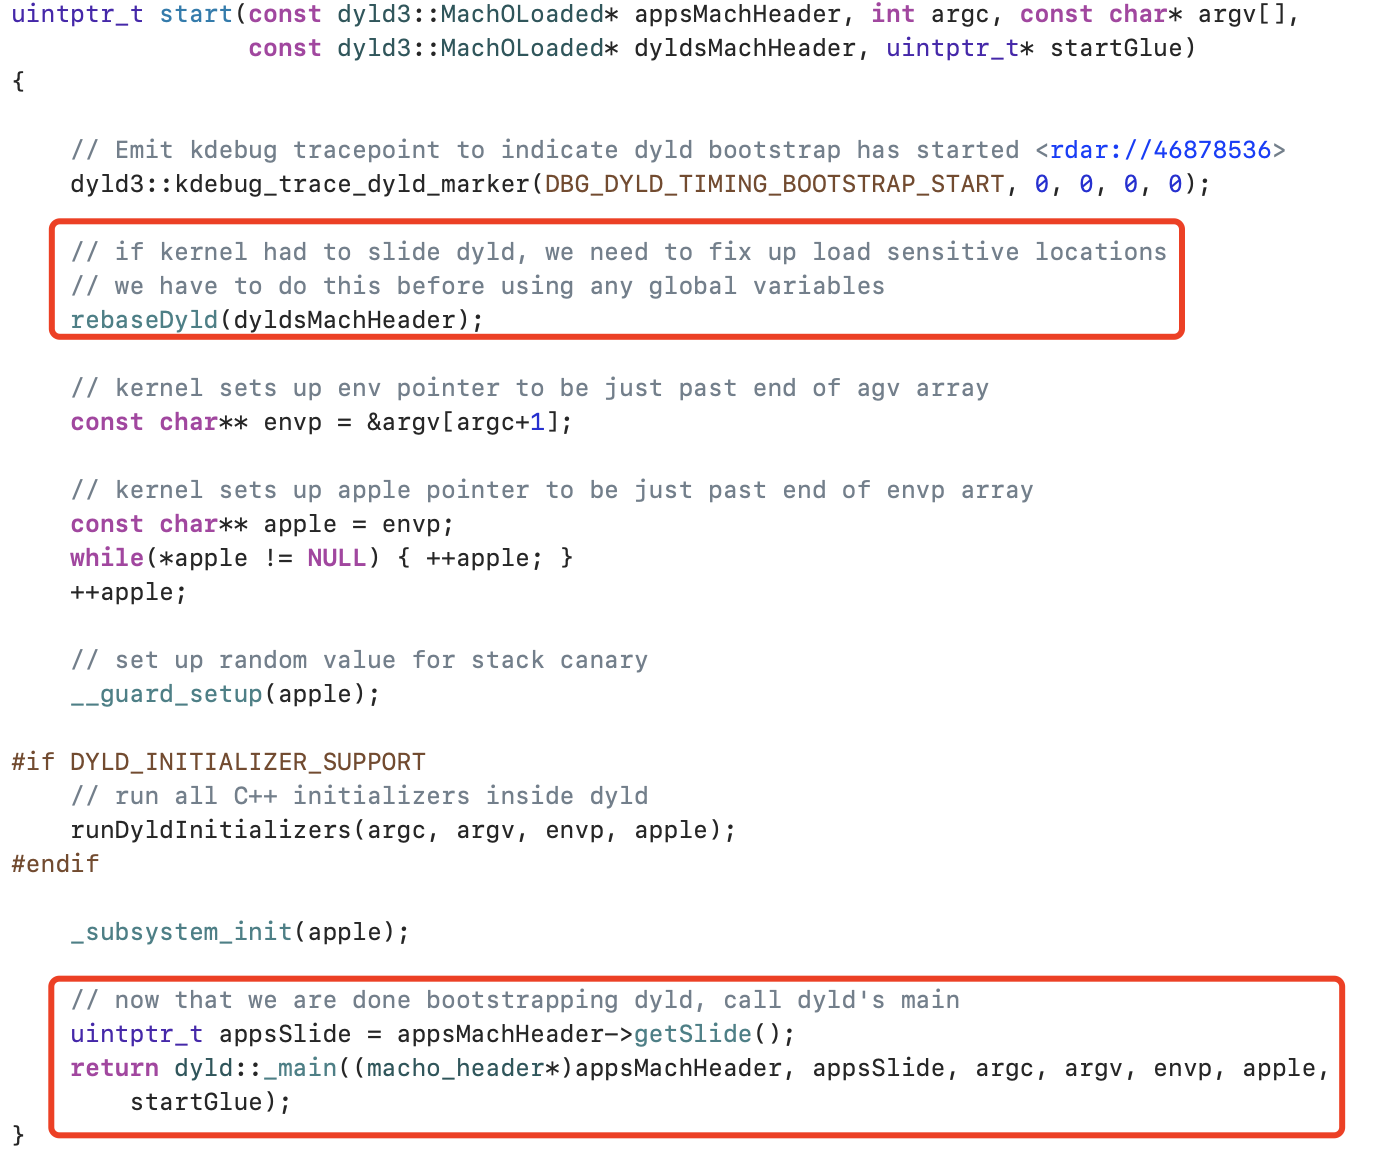 uintptr_t start(const dyld3::MachOLoaded* appsMachHeader, int argc, const char* argv[],
                const dyld3::MachOLoaded* dyldsMachHeader, uintptr_t* startGlue)
{
    // Emit kdebug tracepoint to indicate dyld bootstrap has started <rdar://46878536>
    dyld3::kdebug_trace_dyld_marker(DBG_DYLD_TIMING_BOOTSTRAP_START, 0, 0, 0, 0);
    // if kernel had to slide dyld, we need to fix up load sensitive locations
    // we have to do this before using any global variables
    rebaseDyld(dyldsMachHeader);
    // kernel sets up env pointer to be just past end of agv array
    const char** envp = &argv[argc+1];
    // kernel sets up apple pointer to be just past end of envp array
    const char** apple = envp;
    while(*apple != NULL) { ++apple; }
    ++apple;
    // set up random value for stack canary
    __guard_setup(apple);
#if DYLD_INITIALIZER_SUPPORT
    // run all C++ initializers inside dyld
    runDyldInitializers(argc, argv, envp, apple);
#endif
    _subsystem_init(apple);
    // now that we are done bootstrapping dyld, call dyld's main
    uintptr_t appsSlide = appsMachHeader->getSlide();
    return dyld::_main((macho_header*)appsMachHeader, appsSlide, argc, argv, envp, apple,
        startGlue);
}